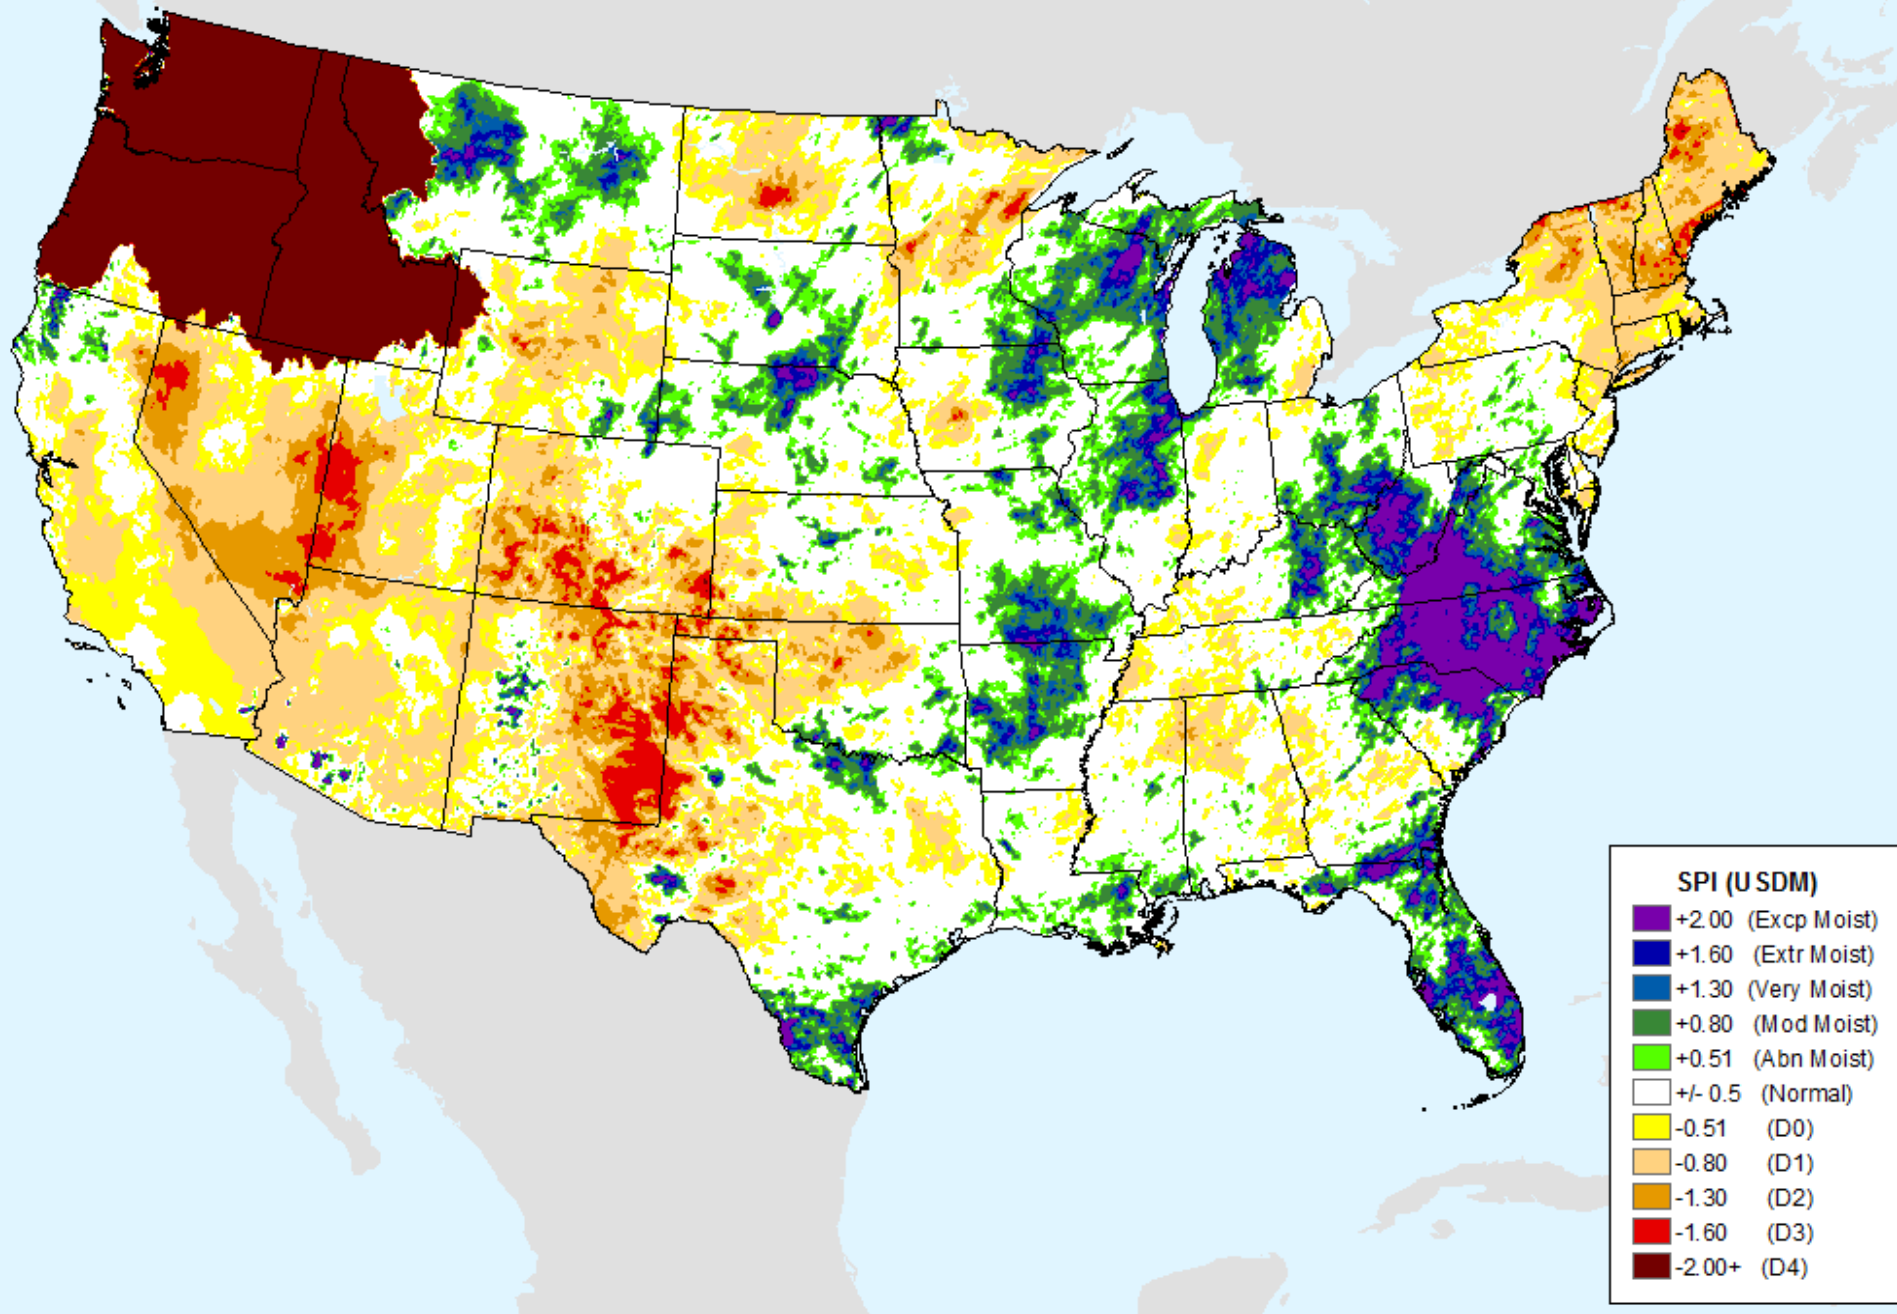 SPI (USDM)
+2.00 (Excp Moist)
+1.60 (Extr Moist)
+1.30 (Very Moist)
+0.80 (Mod Moist)
+0.51 (Abn Moist)
+/- 0.5 (Normal)
-0.51 (D0)
-0.80 (D1)
-1.30 (D2)
-1.60 (D3)
-2.00+ (D4)